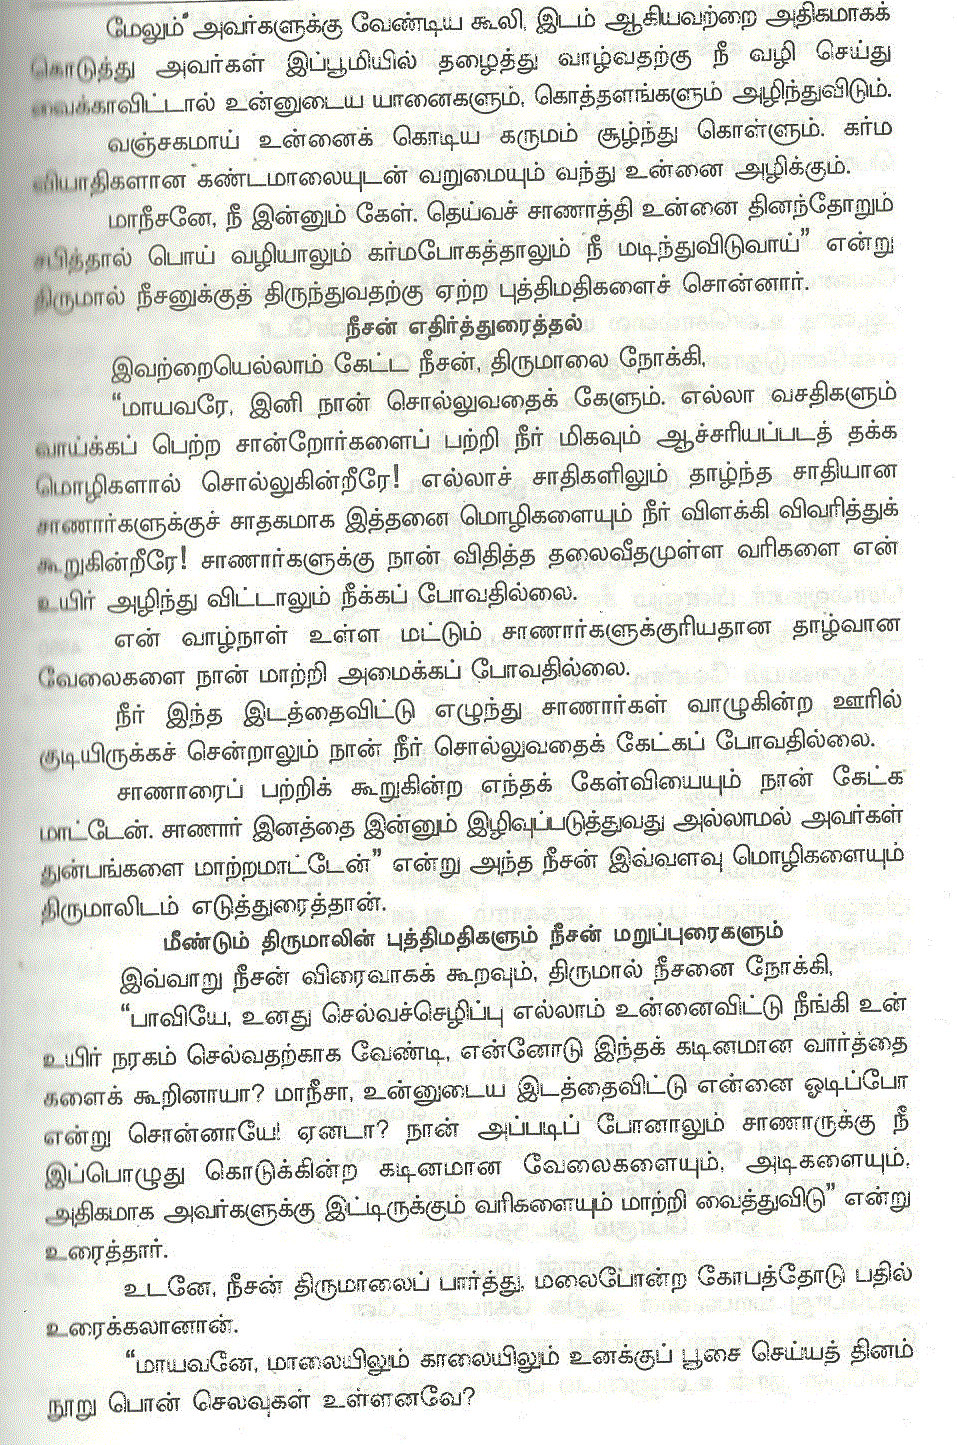 மேலும் அவர்களுக்கு வேண்டிய கூலி, இடம் ஆகியவற்றை அதிகமாகக்
கொடுத்து அவர்கள் இப்பூமியில் தழைத்து வாழ்வதற்கு நீ வழி செய்து
வைக்காவிட்டால் உன்னுடைய யானைகளும், கொத்தளங்களும் அழிந்துவிடும்.
வஞ்சகமாய் உன்னைக் கொடிய கருமம் சூழ்ந்து கொள்ளும். கர்ம
வியாதிகளான கண்டமாலையுடன் வறுமையும் வந்து உன்னை அழிக்கும்.
மாநீசனே, நீ இன்னும் கேள். தெய்வச் சாணாத்தி உன்னை தினந்தோறும்
சபித்தால் பொய் வழியாலும் கர்மபோகத்தாலும் நீ மடிந்துவிடுவாய்” என்று
திருமால் நீசனுக்குத் திருந்துவதற்கு ஏற்ற புத்திமதிகளைச் சொன்னார்.
நீசன் எதிர்த்துரைத்தல்
இவற்றையெல்லாம் கேட்ட நீசன், திருமாலை நோக்கி,
“மாயவரே, இனி நான் சொல்லுவதைக் கேளும். எல்லா வசதிகளும்
வாய்க்கப் பெற்ற சான்றோர்களைப் பற்றி நீர் மிகவும் ஆச்சரியப்படத் தக்க
மொழிகளால் சொல்லுகின்றீரே! எல்லாச் சாதிகளிலும் தாழ்ந்த சாதியான
சாணார்களுக்குச் சாதகமாக இத்தனை மொழிகளையும் நீர் விளக்கி விவரித்துக்
கூறுகின்றீரே! சாணார்களுக்கு நான் விதித்த தலைவீதமுள்ள வரிகளை என்
உயிர் அழிந்து விட்டாலும் நீக்கப் போவதில்லை.
என் வாழ்நாள் உள்ள மட்டும் சாணார்களுக்குரியதான தாழ்வான
வேலைகளை நான் மாற்றி அமைக்கப் போவதில்லை.
நீர் இந்த இடத்தைவிட்டு எழுந்து சாணார்கள் வாழுகின்ற ஊரில்
குடியிருக்கச் சென்றாலும் நான் நீர் சொல்லுவதைக் கேட்கப் போவதில்லை.
சாணாரைப் பற்றிக் கூறுகின்ற எந்தக் கேள்வியையும் நான் கேட்க
மாட்டேன். சாணார் இனத்தை இன்னும் இழிவுப்படுத்துவது அல்லாமல் அவர்கள்
துன்பங்களை மாற்றமாட்டேன்” என்று அந்த நீசன் இவ்வளவு மொழிகளையும்
திருமாலிடம் எடுத்துரைத்தான்.
மீண்டும் திருமாலின் புத்திமதிகளும் நீசன் மறுப்புரைகளும்
இவ்வாறு நீசன் விரைவாகக் கூறவும், திருமால் நீசனை நோக்கி,
“பாவியே, உனது செல்வச்செழிப்பு எல்லாம் உன்னைவிட்டு நீங்கி உன்
உயிர் நரகம் செல்வதற்காக வேண்டி, என்னோடு இந்தக் கடினமான வார்த்தை
களைக் கூறினாயா? மாநீசா, உன்னுடைய இடத்தைவிட்டு என்னை ஓடிப்போ
என்று சொன்னாயே! ஏனடா? நான் அப்படிப் போனாலும் சாணாருக்கு நீ
இப்பொழுது கொடுக்கின்ற கடினமான வேலைகளையும், அடிகளையும்,
அதிகமாக அவர்களுக்கு இட்டிருக்கும் வரிகளையும் மாற்றி வைத்துவிடு” என்று
உரைத்தார்.
உடனே, நீசன் திருமாலைப் பார்த்து, மலைபோன்ற கோபத்தோடு பதில்
உரைக்கலானான்.
“மாயவனே, மாலையிலும் காலையிலும் உனக்குப் பூசை செய்யத் தினம்
நூறு பொன் செலவுகள் உள்ளனவே?